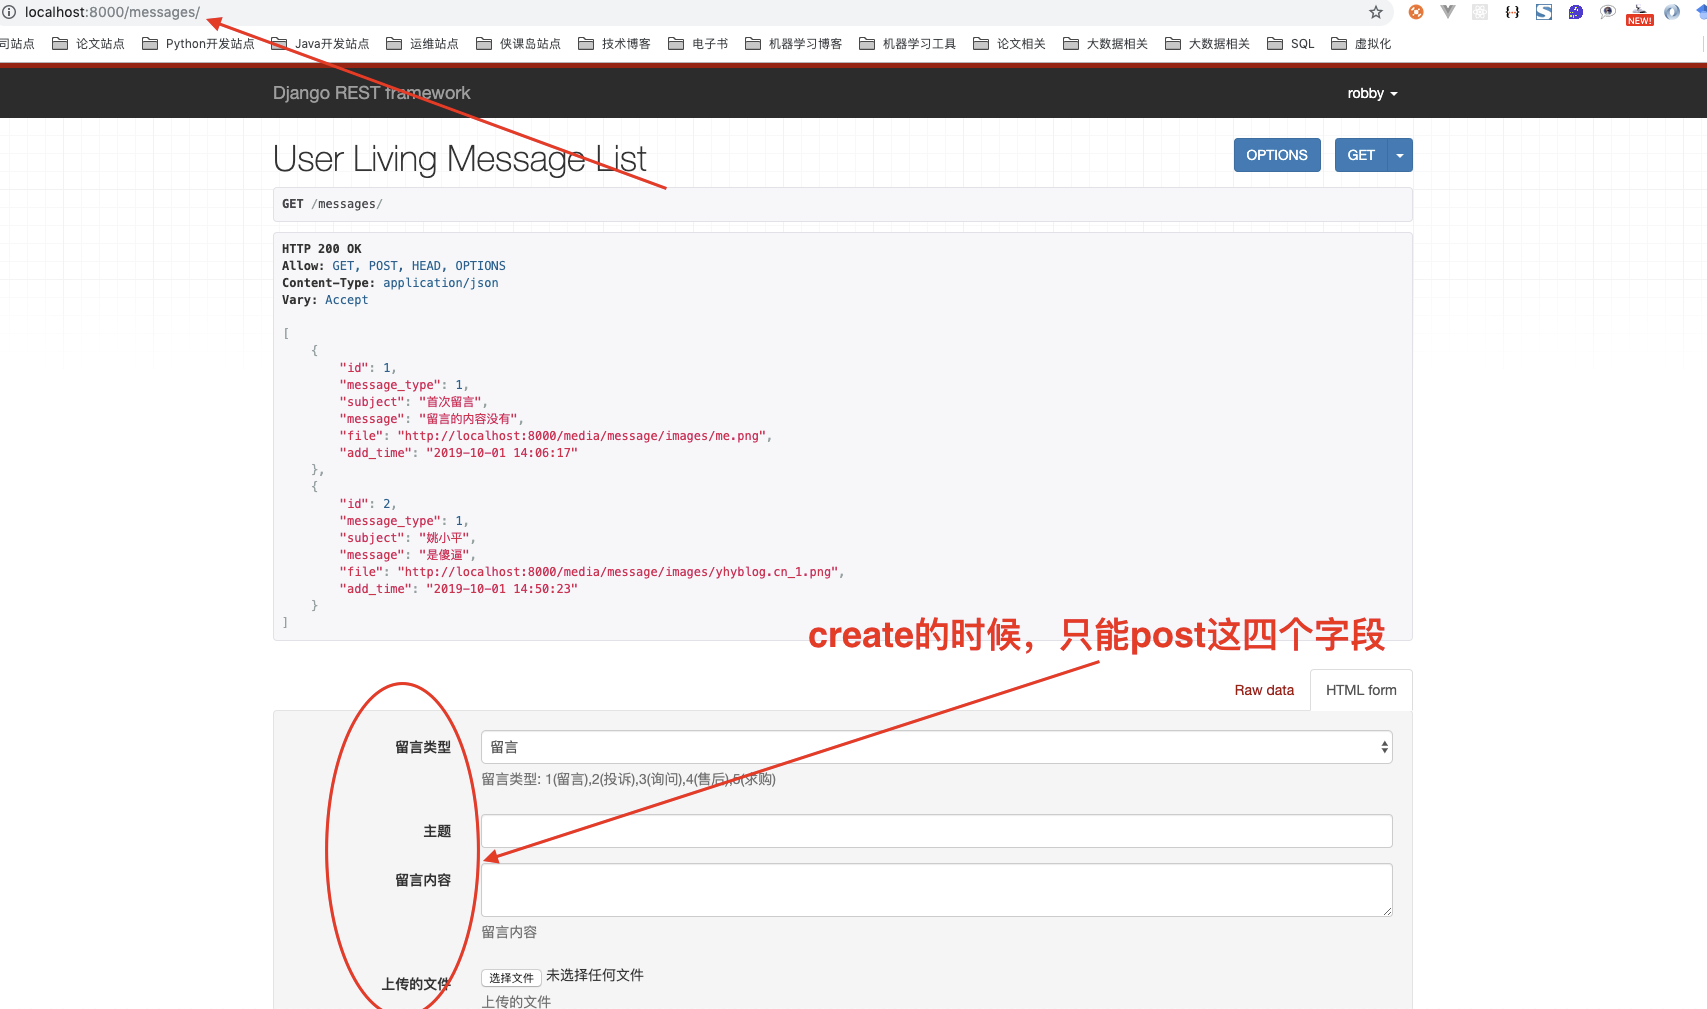 localhost:8000/messages/
NEW!
司站点 论文站点 Python开发站点 Java开发站点 运维站点 侠课岛站点 技术博客 电子书 机器学习博客 机器学习工具 论文相关 大数据相关 大数据相关 SQL 虚拟化
Django REST framework robby
User Living Message List OPTIONS GET
GET /messages/
HTTP 200 OK
Allow: GET, POST, HEAD, OPTIONS
Content-Type: application/json
Vary: Accept
[
{
"id": 1,
"message_type": 1,
"subject": "首次留言",
"message": "留言的内容没有",
"file": "http://localhost:8000/media/message/images/me.png",
"add_time": "2019-10-01 14:06:17"
},
{
"id": 2,
"message_type": 1,
"subject": "姚小平",
"message": "是傻逼",
"file": "http://localhost:8000/media/message/images/yhyblog.cn_1.png",
"add_time": "2019-10-01 14:50:23"
}
]
create的时候，只能post这四个字段
Raw data HTML form
留言类型 留言
留言类型: 1(留言),2(投诉),3(询问),4(售后),5(求购)
主题
留言内容
留言内容
上传的文件 选择文件 未选择任何文件
上传的文件